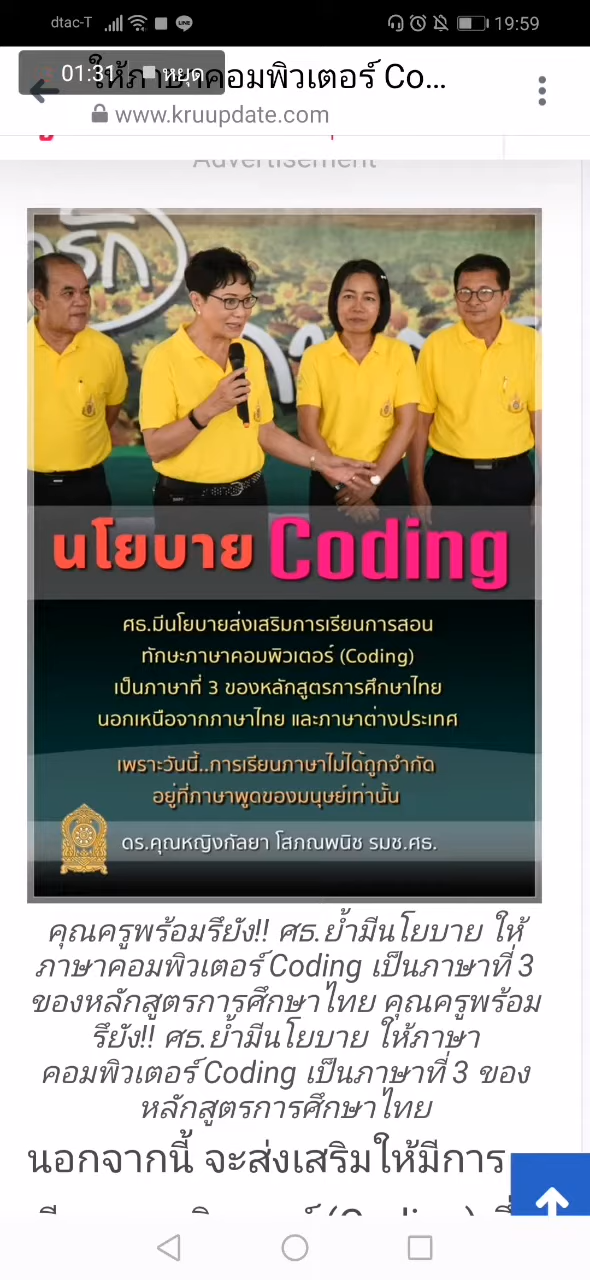 dtac-T
19:59
01:31 หยุด
ให้ภาษาคอมพิวเตอร์ Co...
www.kruupdate.com
Advertisement
รัก
นโยบาย Coding
ศธ.มีนโยบายส่งเสริมการเรียนการสอน
ทักษะภาษาคอมพิวเตอร์ (Coding)
เป็นภาษาที่ 3 ของหลักสูตรการศึกษาไทย
นอกเหนือจากภาษาไทย และภาษาต่างประเทศ
เพราะวันนี้..การเรียนภาษาไม่ได้ถูกจำกัด
อยู่ที่ภาษาพูดของมนุษย์เท่านั้น
ดร.คุณหญิงกัลยา โสภณพนิช รมช.ศธ.
คุณครูพร้อมรึยัง!! ศธ.ย้ำมีนโยบาย ให้
ภาษาคอมพิวเตอร์ Coding เป็นภาษาที่ 3
ของหลักสูตรการศึกษาไทย คุณครูพร้อม
รึยัง!! ศธ.ย้ำมีนโยบาย ให้ภาษา
คอมพิวเตอร์ Coding เป็นภาษาที่ 3 ของ
หลักสูตรการศึกษาไทย
นอกจากนี้ จะส่งเสริมให้มีการ